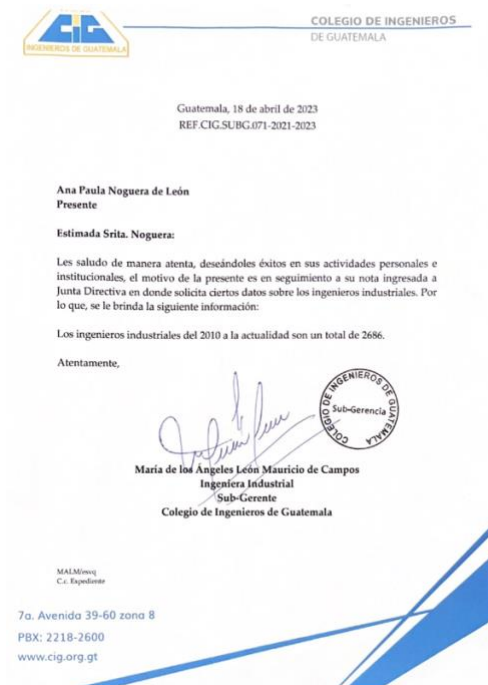 CIG
INGENIEROS DE GUATEMALA
COLEGIO DE INGENIEROS
DE GUATEMALA
Guatemala, 18 de abril de 2023
REF.CIG.SUBG.071-2021-2023
Ana Paula Noguera de León
Presente
Estimada Srita. Noguera:
Les saludo de manera atenta, deseándoles éxitos en sus actividades personales e
institucionales, el motivo de la presente es en seguimiento a su nota ingresada a
Junta Directiva en donde solicita ciertos datos sobre los ingenieros industriales. Por
lo que, se le brinda la siguiente información:
Los ingenieros industriales del 2010 a la actualidad son un total de 2686.
Atentamente,
COLEGIO DE INGENIEROS DE GUATEMALA
Sub-Gerencia
María de los Ángeles León Mauricio de Campos
Ingeniera Industrial
Sub-Gerente
Colegio de Ingenieros de Guatemala
C.c. Expediente
7a. Avenida 39-60 zona 8
PBX: 2218-2600
www.cig.org.gt